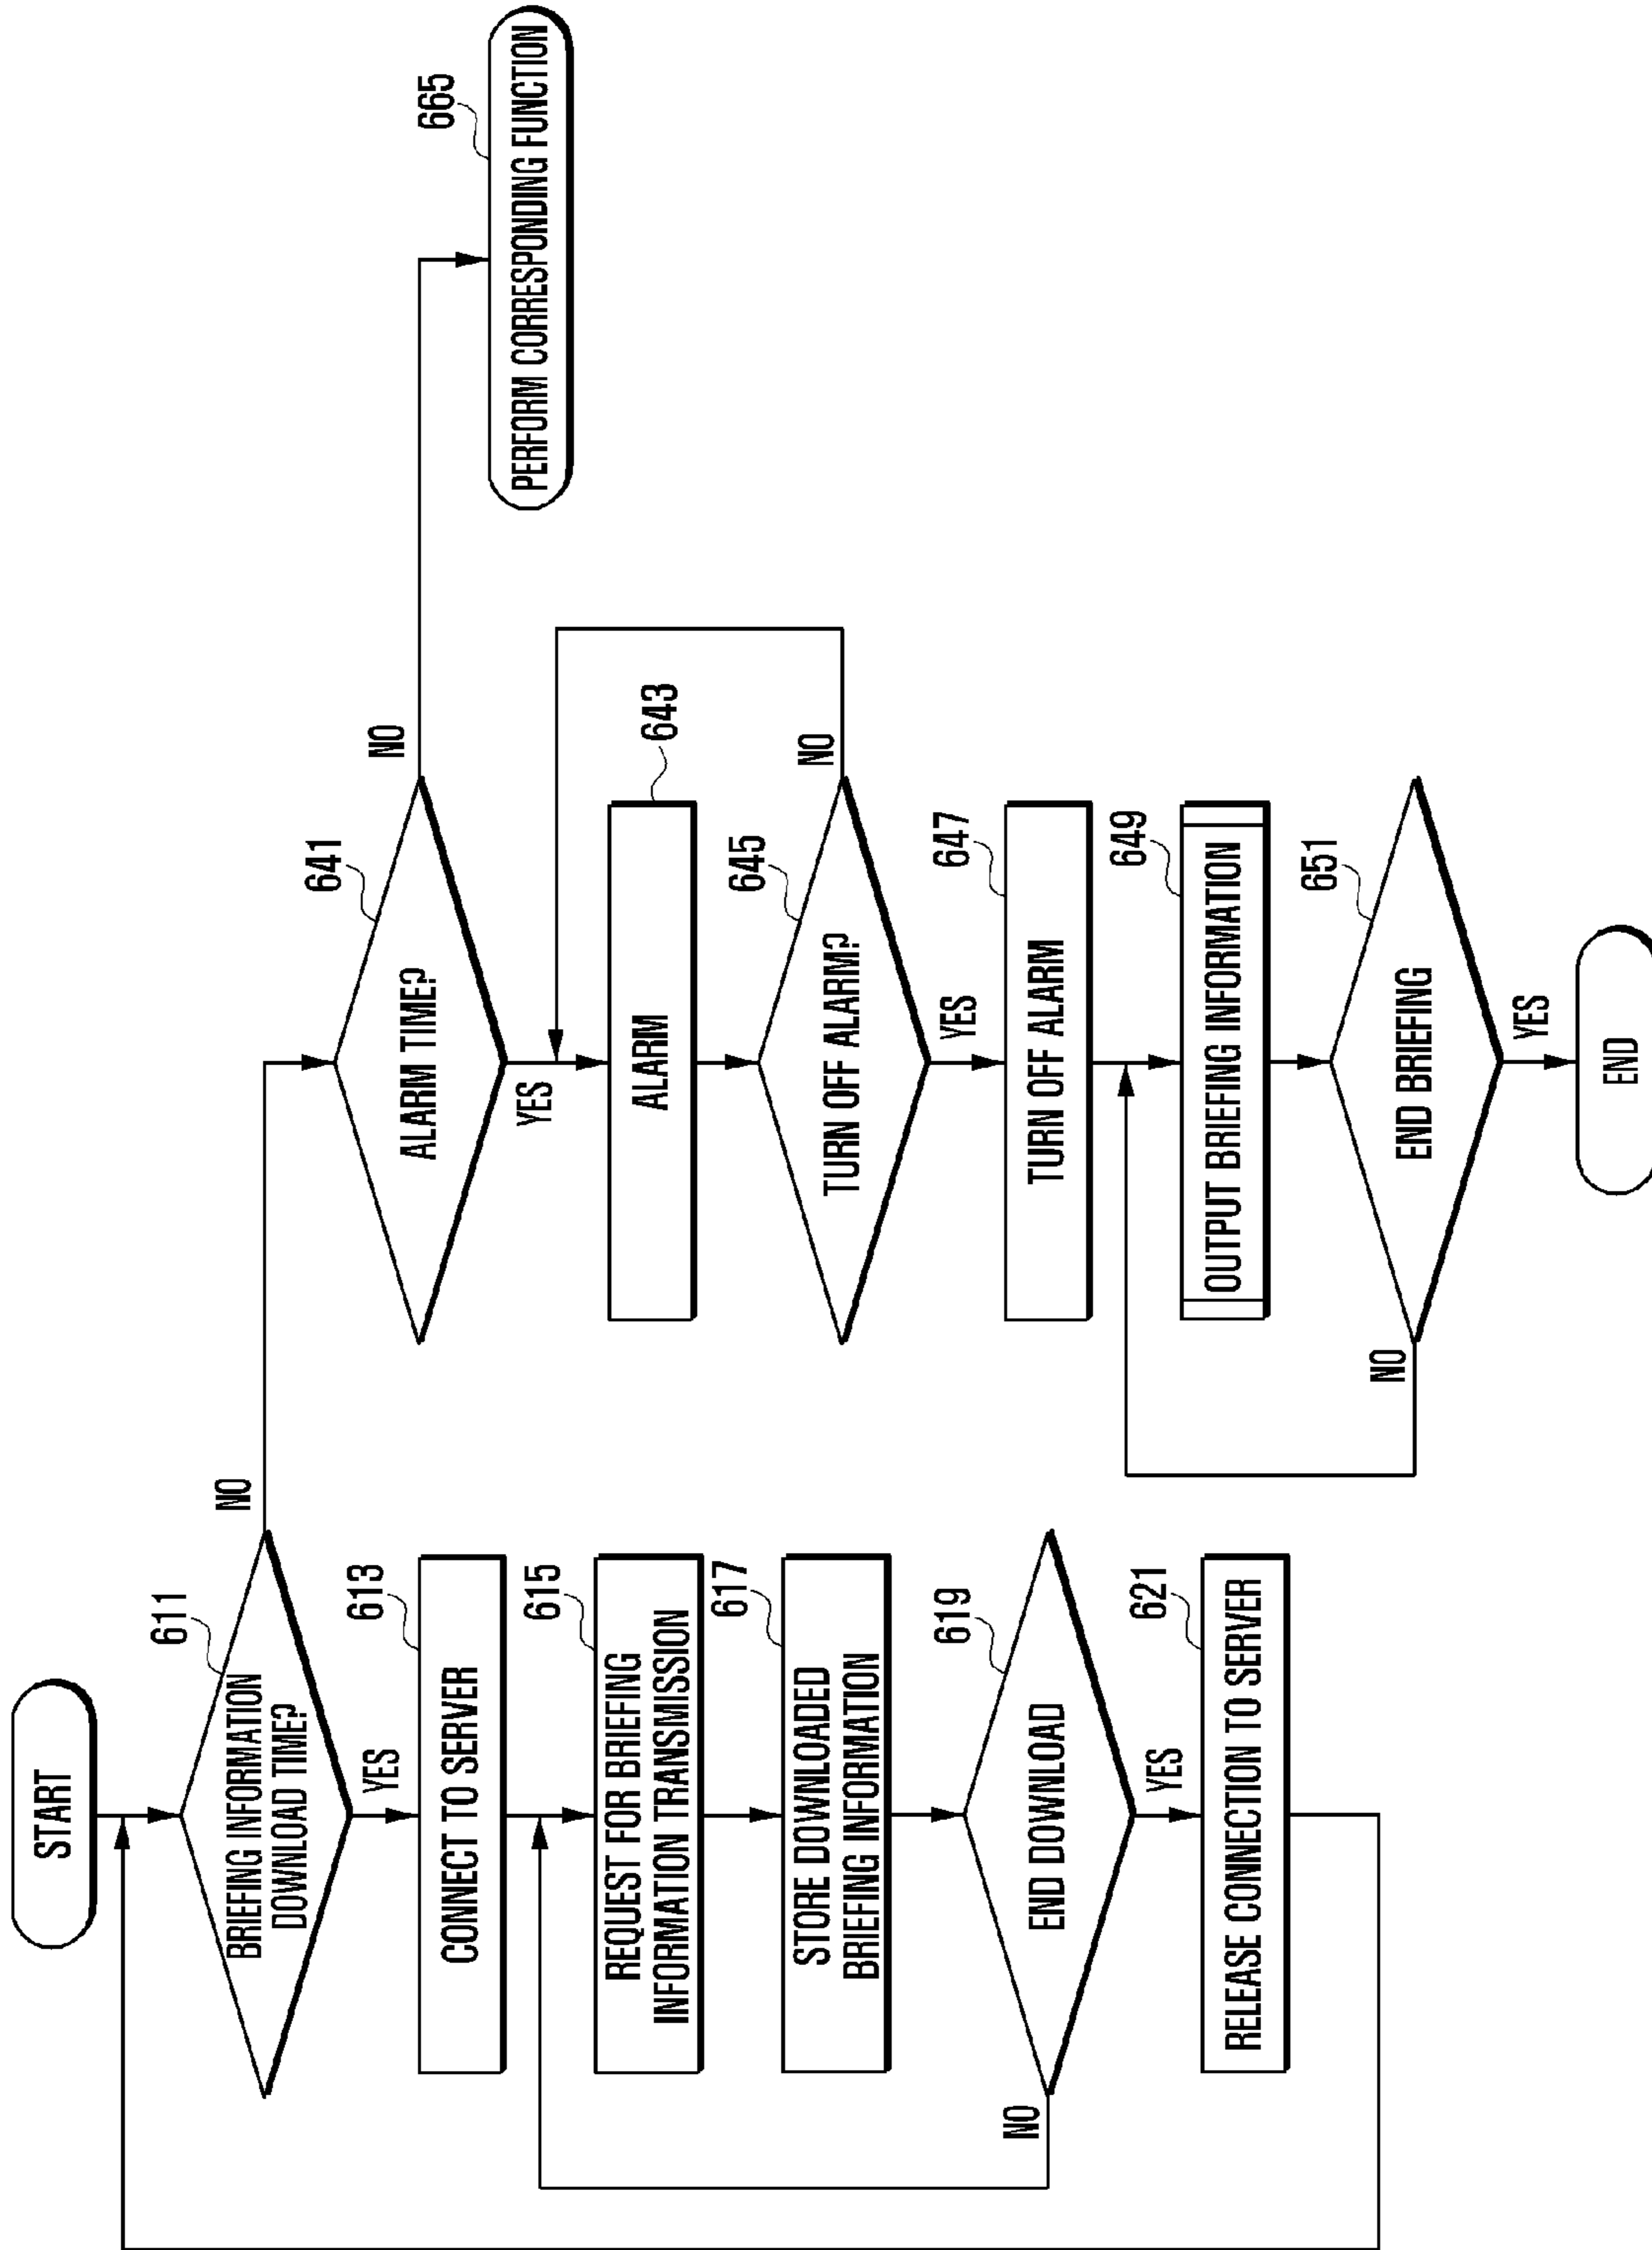 START
611
BRIEFING INFORMATION
DOWNLOAD TIME?
NO
YES
613
CONNECT TO SERVER
615
REQUEST FOR BRIEFING
INFORMATION TRANSMISSION
617
STORE DOWNLOADED
BRIEFING INFORMATION
619
END DOWNLOAD
NO
YES
621
RELEASE CONNECTION TO SERVER
641
ALARM TIME?
NO
YES
643
ALARM
645
TURN OFF ALARM?
NO
YES
647
TURN OFF ALARM
649
OUTPUT BRIEFING INFORMATION
651
END BRIEFING
NO
YES
END
665
PERFORM CORRESPONDING FUNCTION